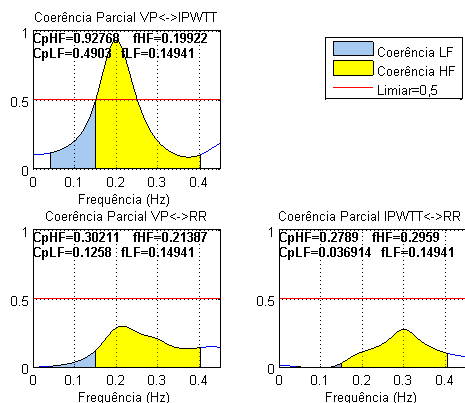 Coerência Parcial VP<->IPWTT
CpHF=0.92768 fHF=0.19922
CpLF=0.4903 fLF=0.14941
1
0.5
0
0 0.1 0.2 0.3 0.4
Frequência (Hz)
Coerência LF
Coerência HF
Limiar=0,5
Coerência Parcial VP<->RR
CpHF=0.30211 fHF=0.21387
CpLF=0.1258 fLF=0.14941
1
0.5
0
0 0.1 0.2 0.3 0.4
Frequência (Hz)
Coerência Parcial IPWTT<->RR
CpHF=0.2789 fHF=0.2959
CpLF=0.036914 fLF=0.14941
1
0.5
0
0 0.1 0.2 0.3 0.4
Frequência (Hz)